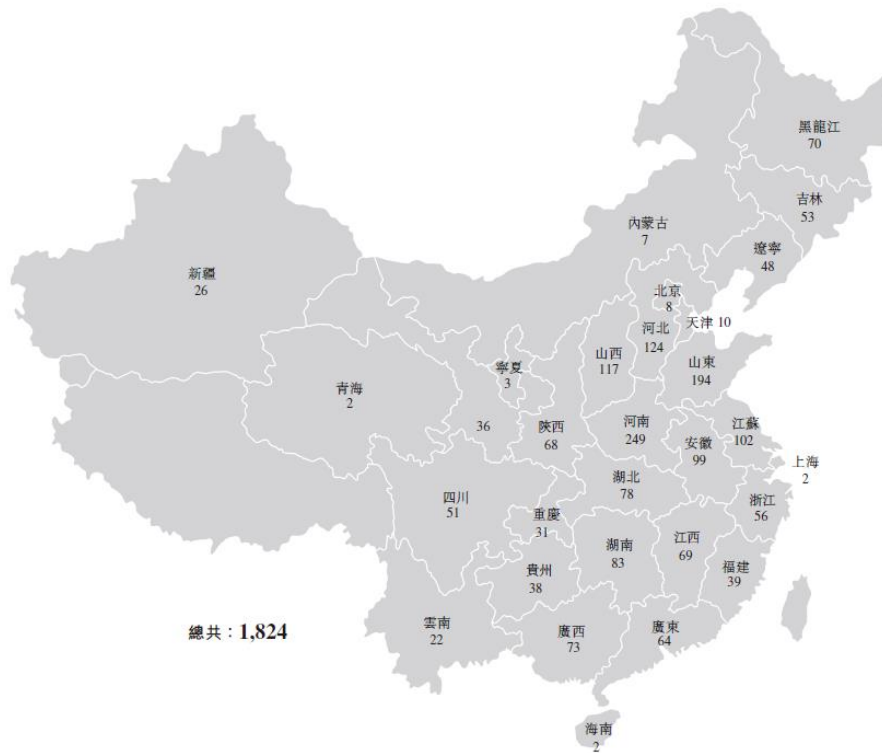 黑龍江
70
吉林
53
內蒙古
7
遼寧
48
新疆
26
北京
8
天津 10
河北
124
山西
117
寧夏
3
山東
194
青海
2
36
陝西
68
河南
249
江蘇
102
安徽
99
上海
2
湖北
78
四川
51
重慶
31
浙江
56
江西
69
湖南
83
貴州
38
福建
39
總共：1,824
雲南
22
廣西
73
廣東
64
海南
2